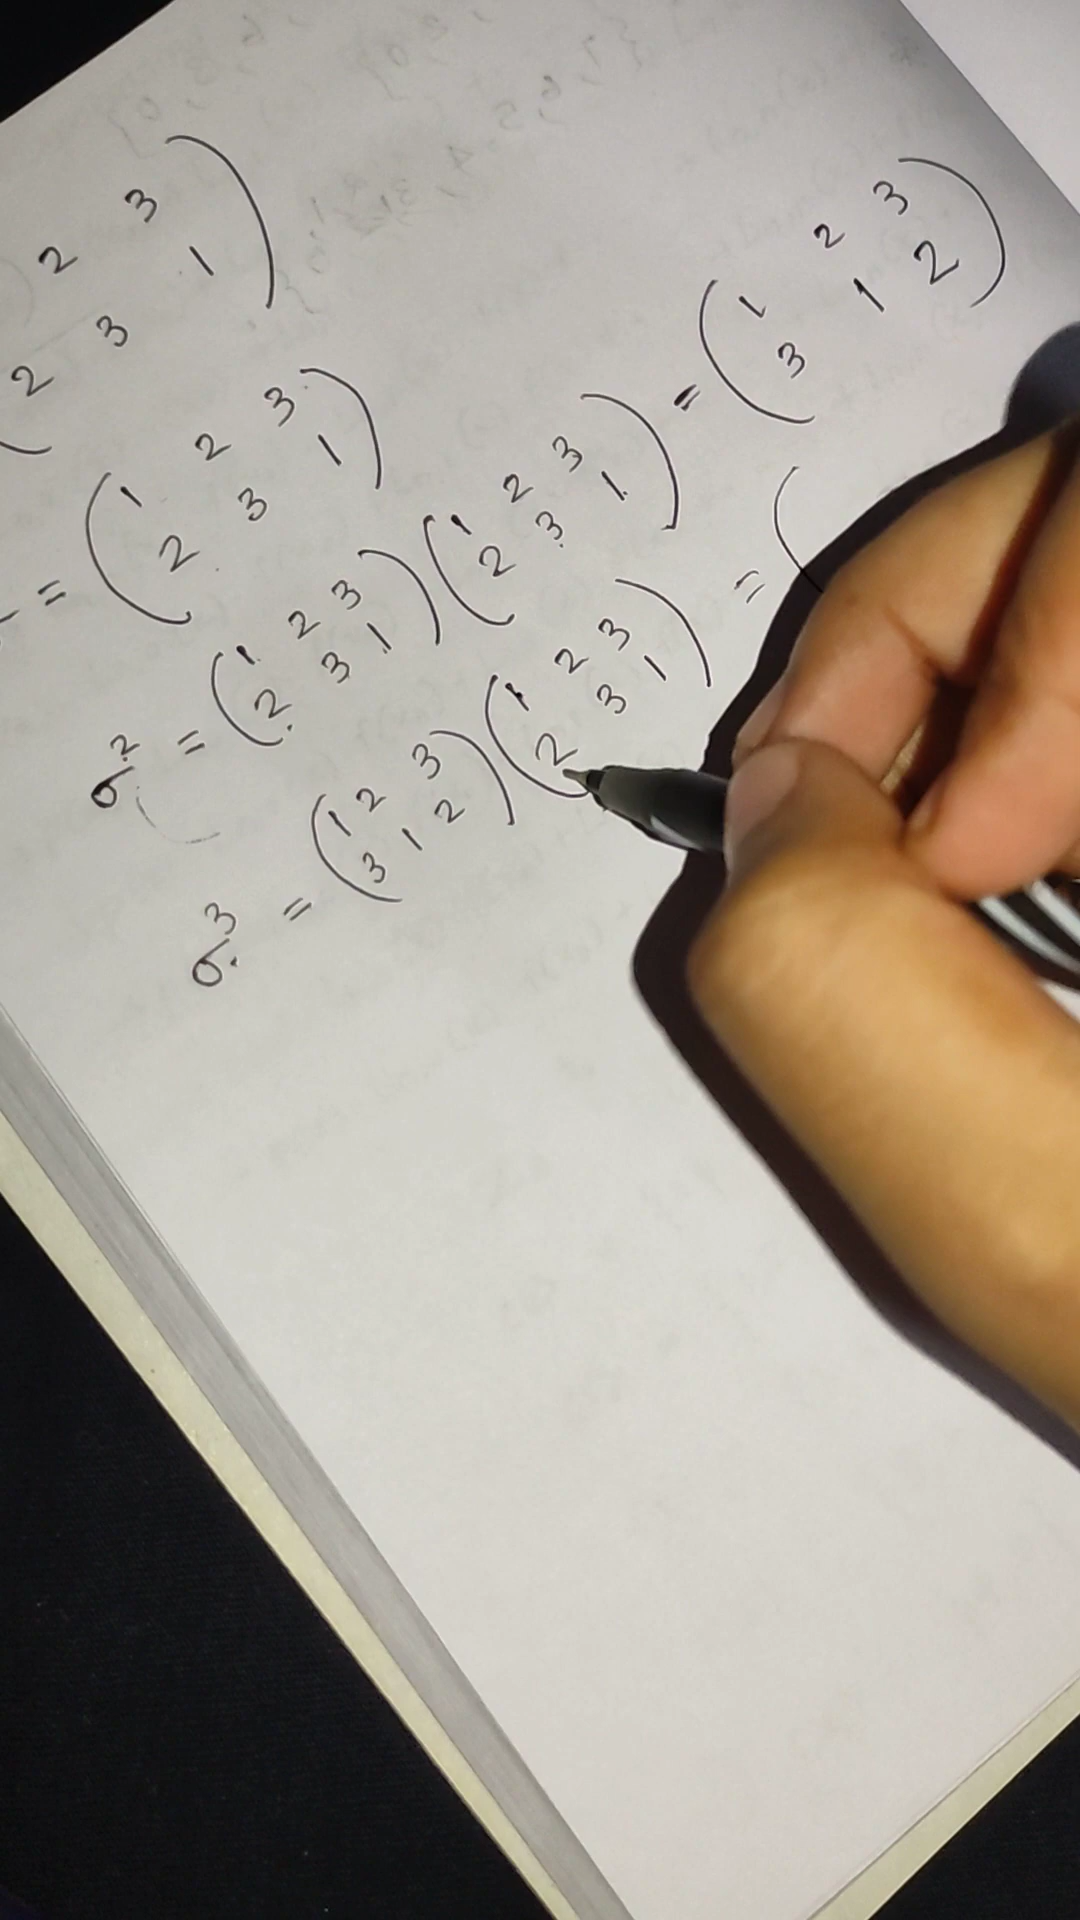 2 3
2 3 1 )
= ( 1 2 3
2 3 1 )
σ² = ( 1 2 3
2 3 1 ) ( 1 2 3
2 3 1 ) = ( 1 2 3
3 1 2 )
σ³ = ( 1 2 3
3 1 2 ) ( 1 2 3
2 3 1 ) = (